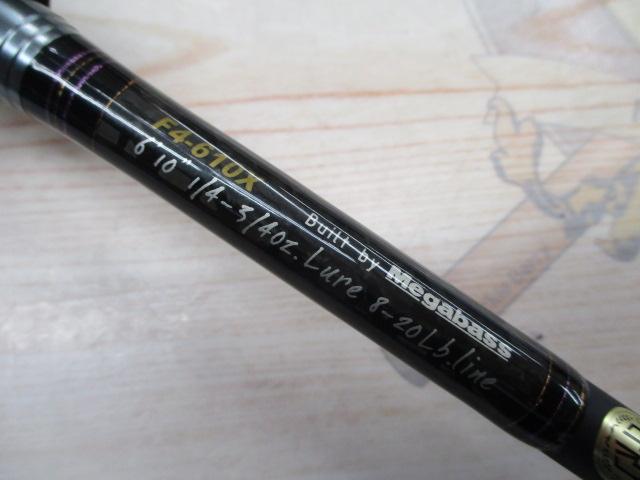 F4-610X
6'10" 1/4-3/4oz. Lure 8-20Lb. line
Built by Megabass